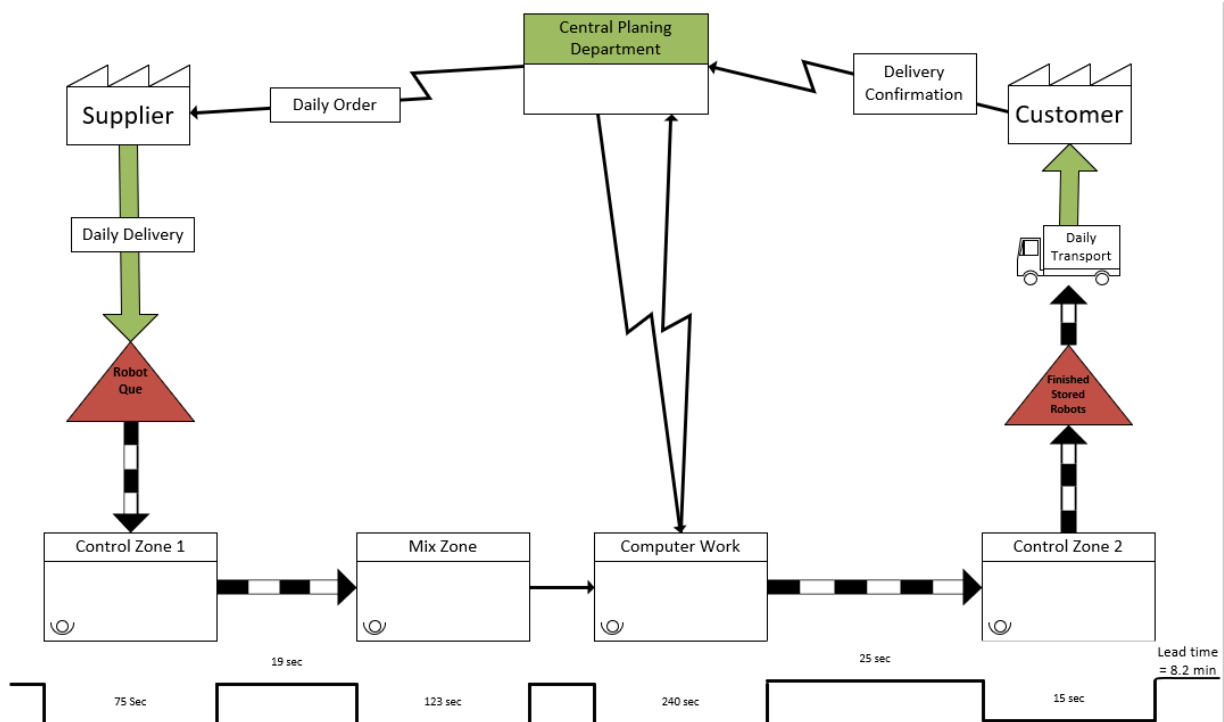 Central Planing
Department
Supplier
Daily Order
Delivery
Confirmation
Customer
Daily Delivery
Daily
Transport
Robot
Que
Finished
Stored
Robots
Control Zone 1
Mix Zone
Computer Work
Control Zone 2
19 sec
25 sec
Lead time
= 8.2 min
75 Sec
123 sec
240 sec
15 sec